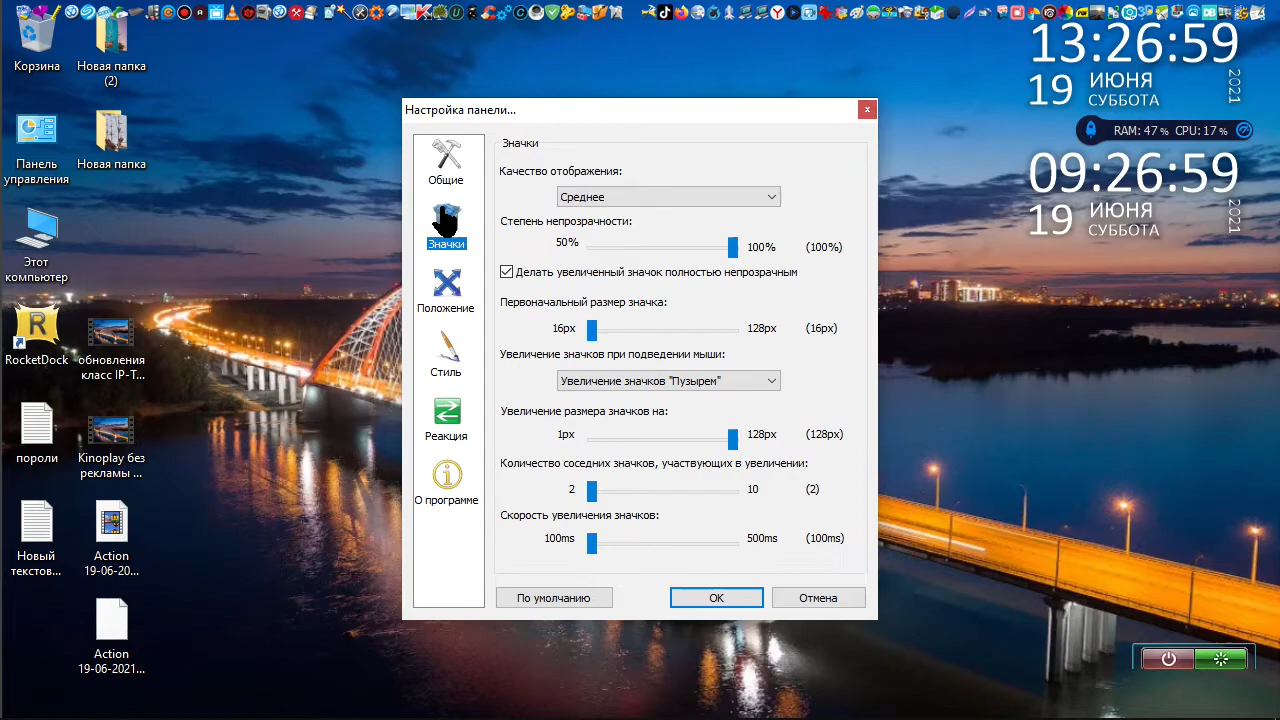 Корзина
Новая папка
(2)
Панель
управления
Новая папка
Этот
компьютер
RocketDock
обновления
класс IP-T...
пороли
Kinoplay без
рекламы ...
Новый
текстов...
Action
19-06-20...
Action
19-06-2021...
Настройка панели...
x
Общие
Значки
Положение
Стиль
Реакция
О программе
Значки
Качество отображения:
Среднее
Степень непрозрачности:
50% 100% (100%)
Делать увеличенный значок полностью непрозрачным
Первоначальный размер значка:
16px 128px (16px)
Увеличение значков при подведении мыши:
Увеличение значков "Пузырем"
Увеличение размера значков на:
1px 128px (128px)
Количество соседних значков, участвующих в увеличении:
2 10 (2)
Скорость увеличения значков:
100ms 500ms (100ms)
По умолчанию OK Отмена
13:26:59
19 ИЮНЯ
СУББОТА
2021
RAM: 47 % CPU: 17 %
09:26:59
19 ИЮНЯ
СУББОТА
2021